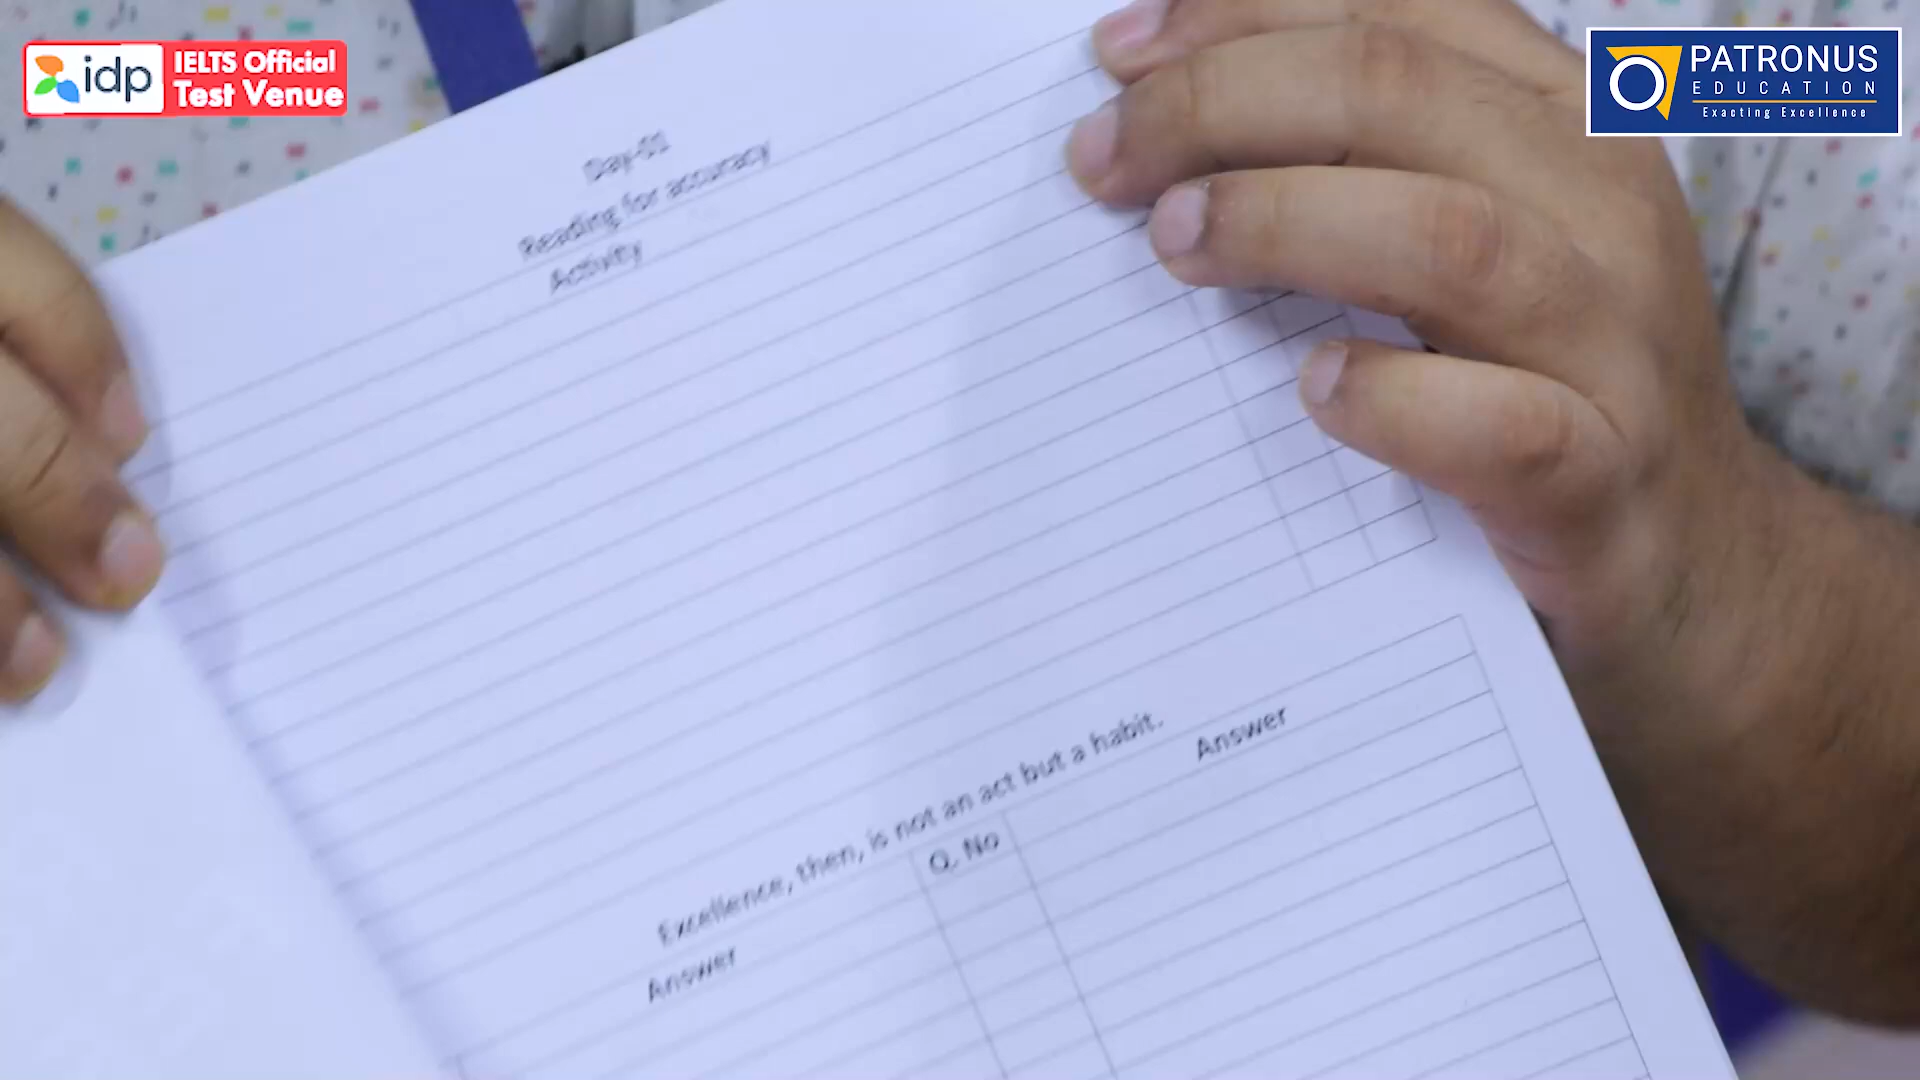 idp
IELTS Official
Test Venue
PATRONUS
EDUCATION
Exacting Excellence
Day-01
Reading for accuracy
Activity
Excellence, then, is not an act but a habit.
Answer
Q. No
Answer